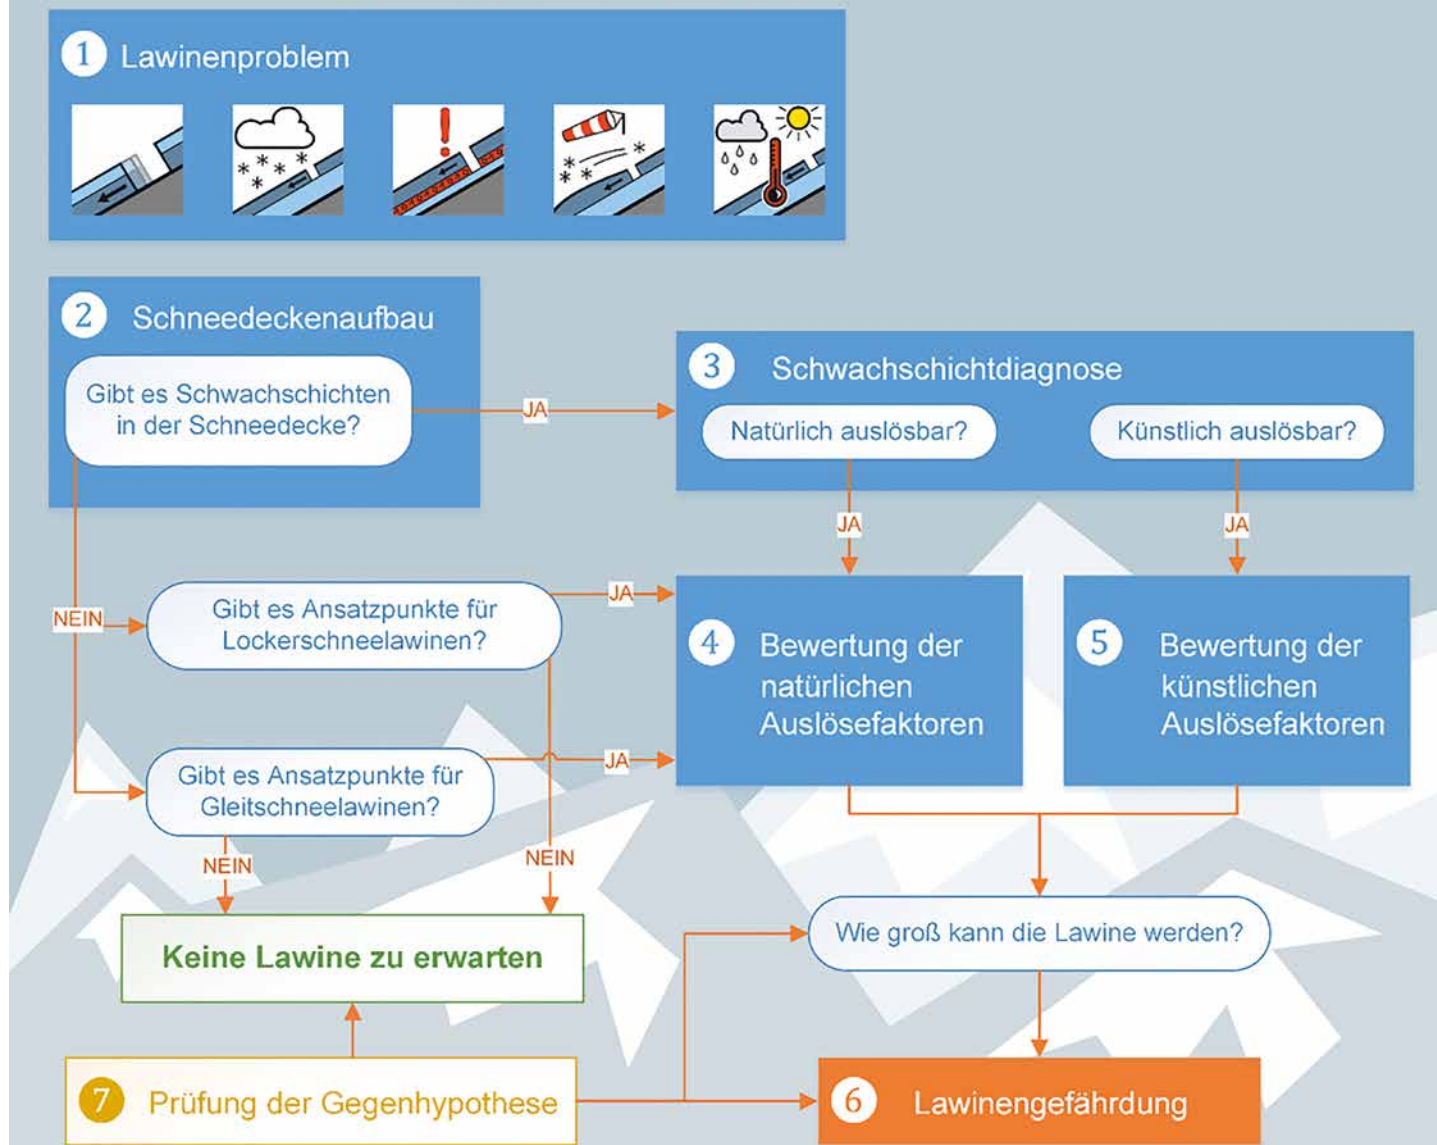 1 Lawinenproblem
2 Schneedeckenaufbau
Gibt es Schwachschichten
in der Schneedecke?
JA
3 Schwachschichtdiagnose
Natürlich auslösbar?
Künstlich auslösbar?
JA
JA
NEIN
Gibt es Ansatzpunkte für
Lockerschneelawinen?
JA
4 Bewertung der
natürlichen
Auslösefaktoren
5 Bewertung der
künstlichen
Auslösefaktoren
Gibt es Ansatzpunkte für
Gleitschneelawinen?
JA
NEIN
NEIN
Keine Lawine zu erwarten
Wie groß kann die Lawine werden?
7 Prüfung der Gegenhypothese
6 Lawinengefährdung